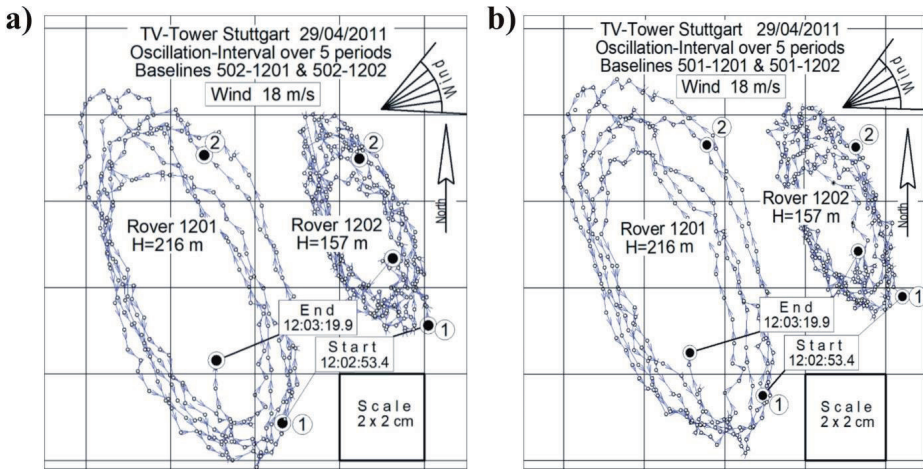 a)
TV-Tower Stuttgart 29/04/2011
Oscillation-Interval over 5 periods
Baselines 502-1201 & 502-1202
Wind 18 m/s
Wind
2
2
North
Rover 1201
H=216 m
Rover 1202
H=157 m
End
12:03:19.9
1
Start
12:02:53.4
1
Scale
2 x 2 cm
b)
TV-Tower Stuttgart 29/04/2011
Oscillation-Interval over 5 periods
Baselines 501-1201 & 501-1202
Wind 18 m/s
Wind
2
2
North
Rover 1202
H=157 m
Rover 1201
H=216 m
1
End
12:03:19.9
Start
12:02:53.4
1
Scale
2 x 2 cm